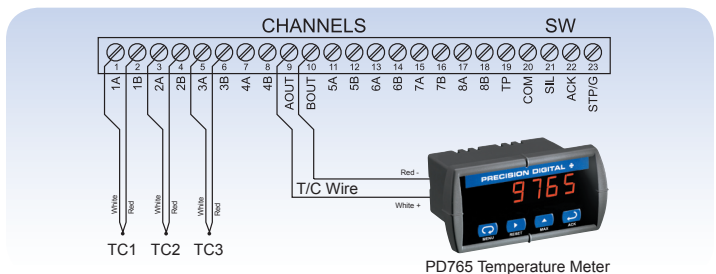 CHANNELS SW
1 2 3 4 5 6 7 8 9 10 11 12 13 14 15 16 17 18 19 20 21 22 23
1A 1B 2A 2B 3A 3B 4A 4B AOUT BOUT 5A 5B 6A 6B 7A 7B 8A 8B TP COM SIL ACK STP/G
Red -
T/C Wire
White +
PRECISION DIGITAL
9765
MENU RESET MAX ACK
White Red White Red White Red
TC1 TC2 TC3
PD765 Temperature Meter